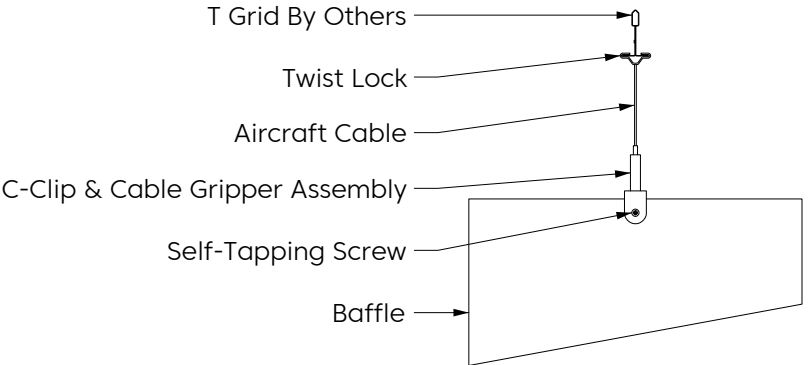 T Grid By Others
Twist Lock
Aircraft Cable
C-Clip & Cable Gripper Assembly
Self-Tapping Screw
Baffle